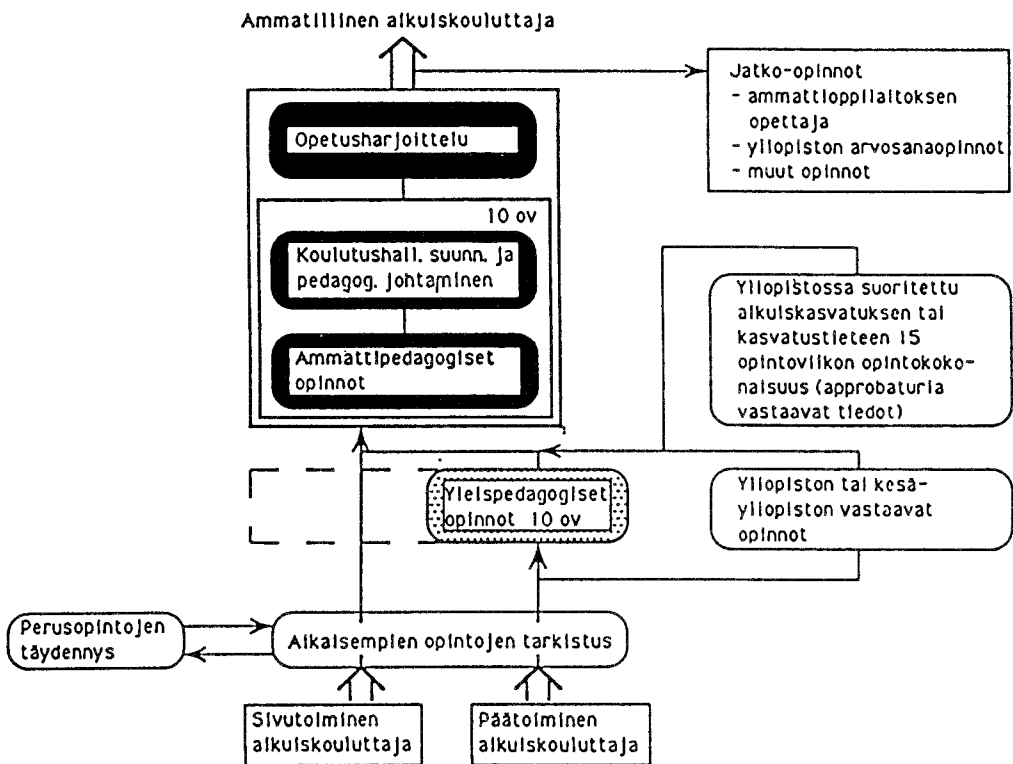 Ammatillinen aikuiskouluttaja
Jatko-opinnot
- ammattioppilaitoksen
opettaja
- yliopiston arvosanaopinnot
- muut opinnot
Opetusharjoittelu
10 ov
Koulutushall. suunn. ja
pedagog. johtaminen
Ammattipedagogiset
opinnot
Yliopistossa suoritettu
aikuiskasvatuksen tai
kasvatustieteen 15
opintoviikon opintokoko-
naisuus (approbaturia
vastaavat tiedot)
Yleispedagogiset
opinnot 10 ov
Yliopiston tai kesä-
yliopiston vastaavat
opinnot
Perusopintojen
täydennys
Aikaisempien opintojen tarkistus
Sivutoiminen
aikuiskouluttaja
Päätoiminen
aikuiskouluttaja